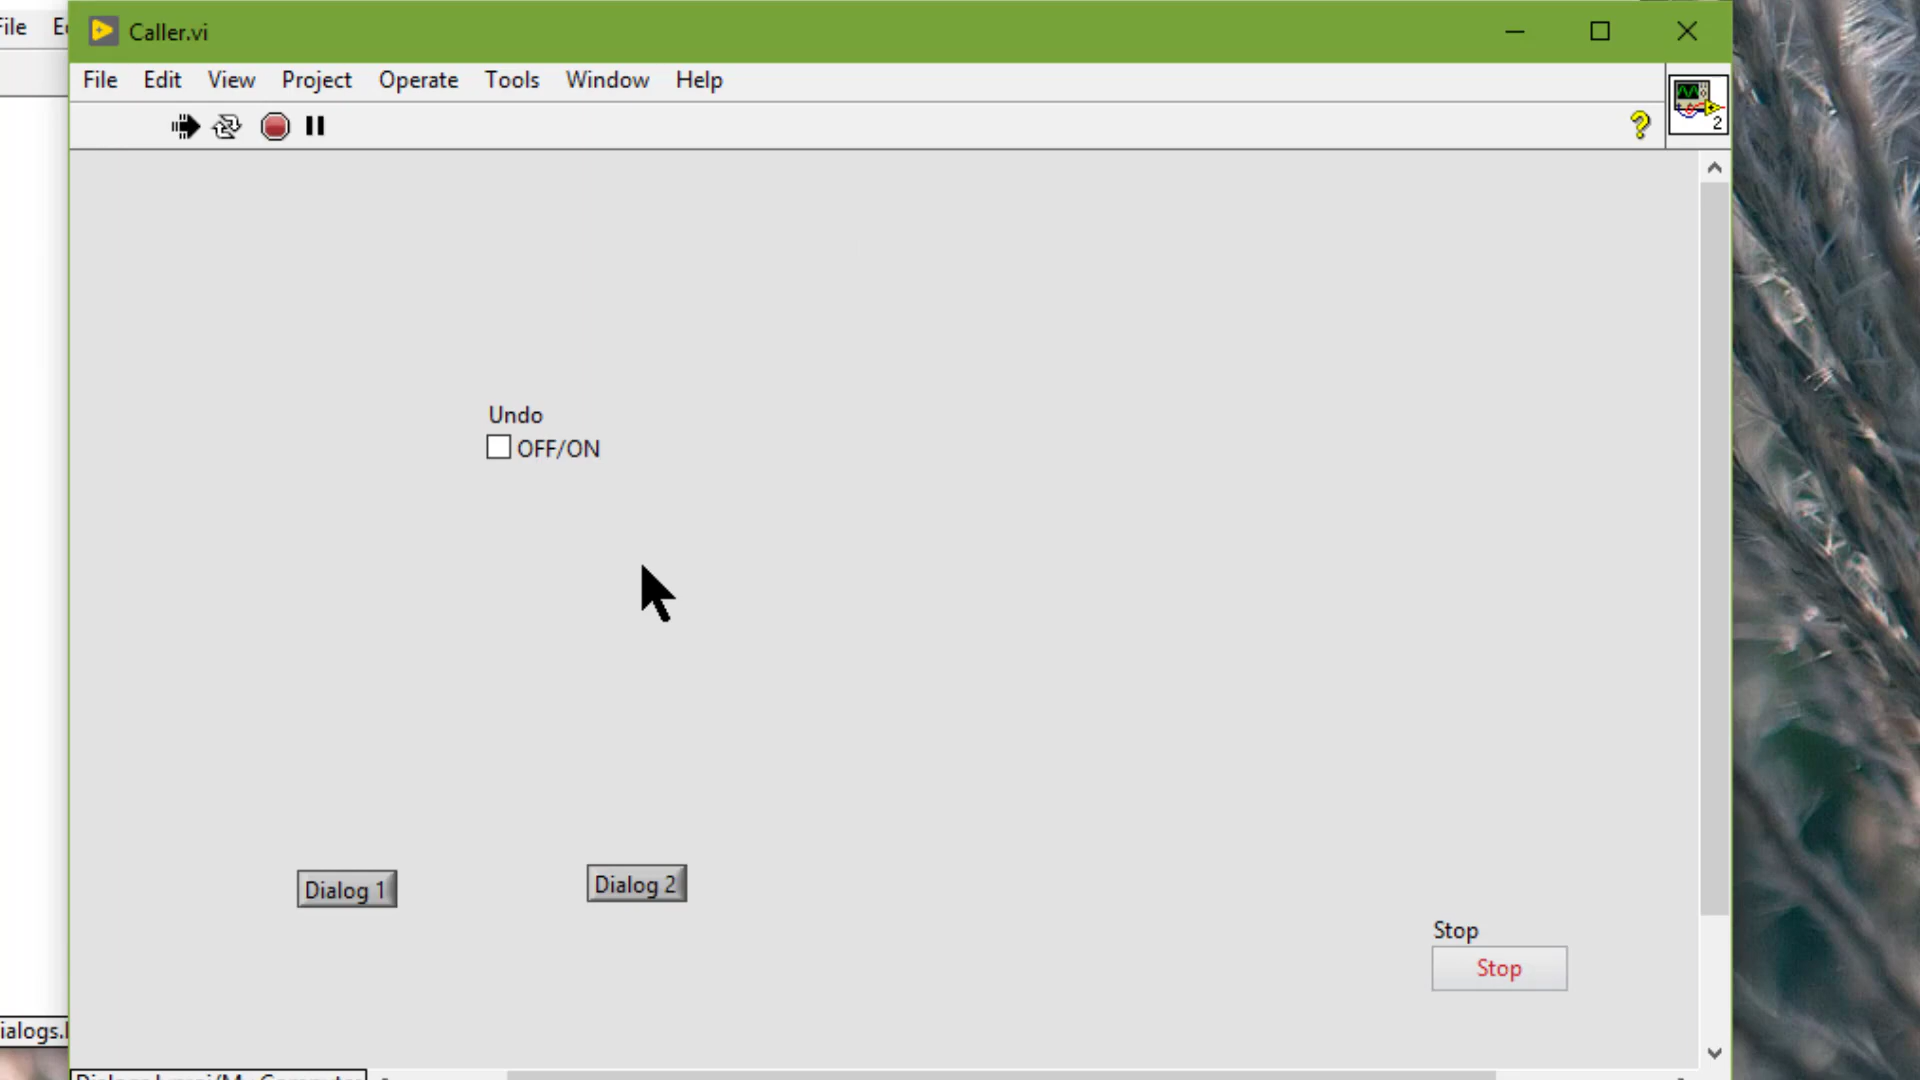 File
Caller.vi
File Edit View Project Operate Tools Window Help
2
Undo
OFF/ON
Dialog 1
Dialog 2
Stop
Stop